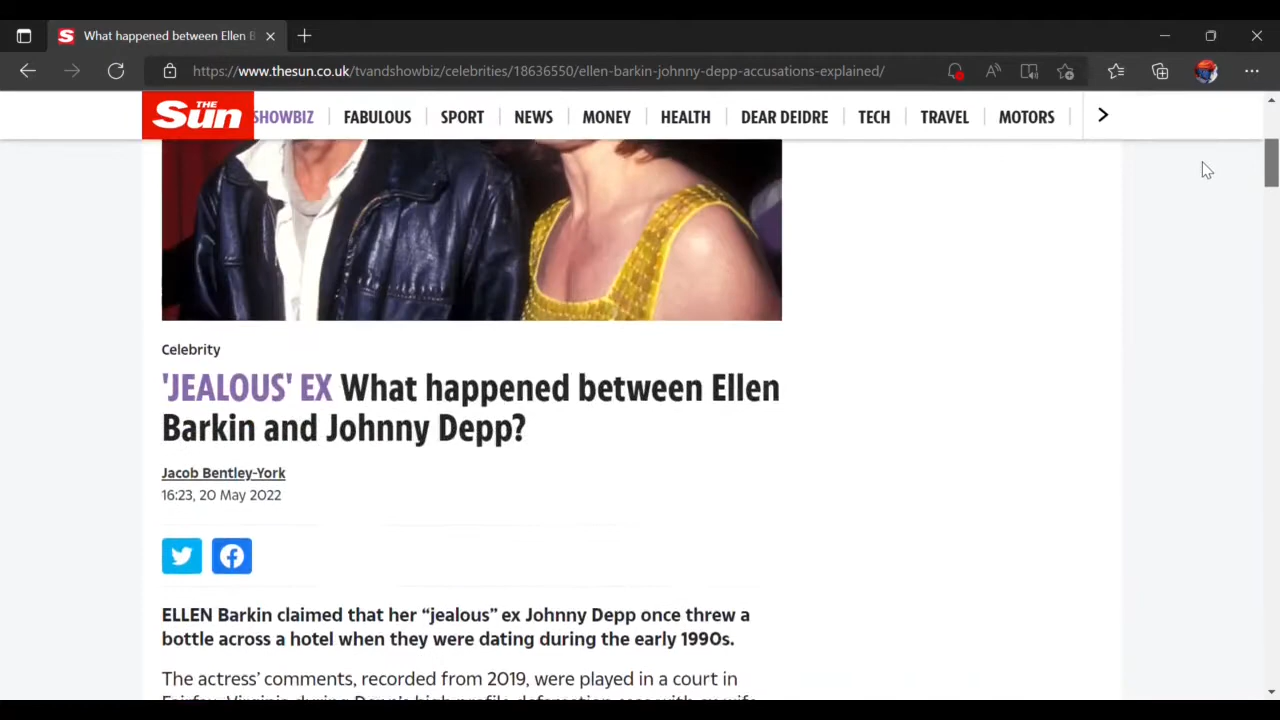 What happened between Ellen B
https://www.thesun.co.uk/tvandshowbiz/celebrities/18636550/ellen-barkin-johnny-depp-accusations-explained/
THE Sun SHOWBIZ FABULOUS SPORT NEWS MONEY HEALTH DEAR DEIDRE TECH TRAVEL MOTORS
Celebrity
'JEALOUS' EX What happened between Ellen
Barkin and Johnny Depp?
Jacob Bentley-York
16:23, 20 May 2022
ELLEN Barkin claimed that her “jealous” ex Johnny Depp once threw a
bottle across a hotel when they were dating during the early 1990s.
The actress’ comments, recorded from 2019, were played in a court in